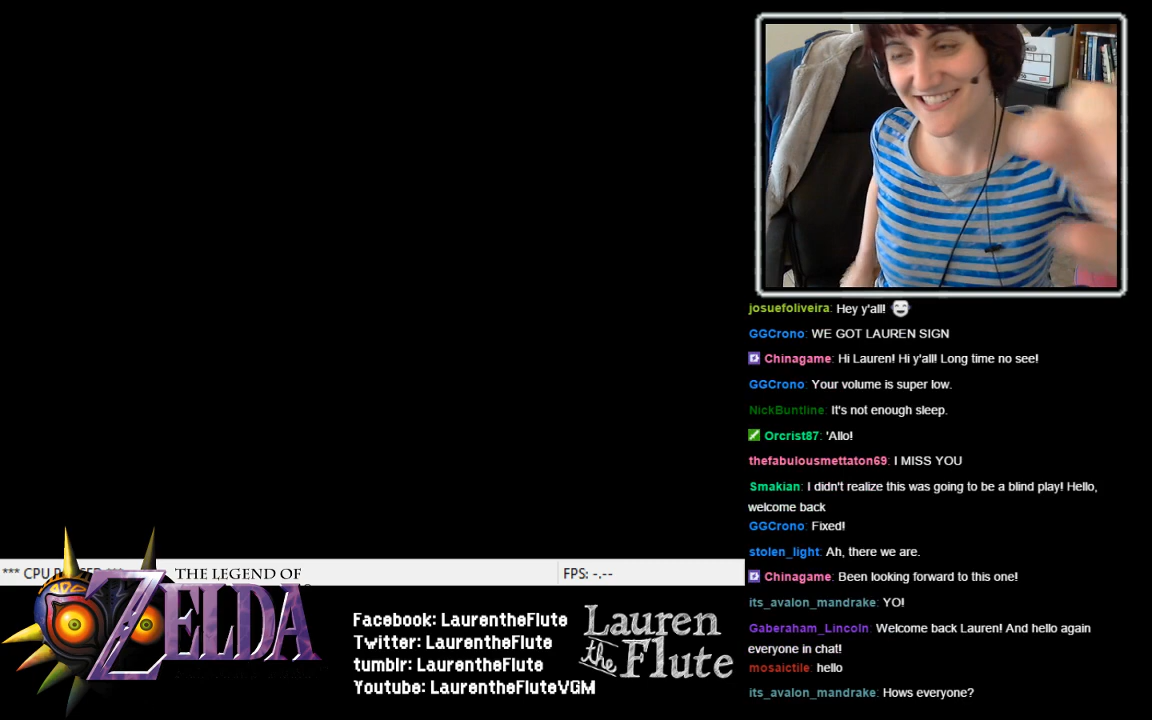 josuefoliveira: Hey y'all!
GGCrono: WE GOT LAUREN SIGN
Chinagame: Hi Lauren! Hi y'all! Long time no see!
GGCrono: Your volume is super low.
NickBuntline: It's not enough sleep.
Orcrist87: 'Allo!
thefabulousmettaton69: I MISS YOU
Smakian: I didn't realize this was going to be a blind play! Hello,
welcome back
GGCrono: Fixed!
stolen_light: Ah, there we are.
Chinagame: Been looking forward to this one!
its_avalon_mandrake: YO!
Gaberaham_Lincoln: Welcome back Lauren! And hello again
everyone in chat!
mosaictile: hello
its_avalon_mandrake: Hows everyone?
*** CPU
FPS: -.--
THE LEGEND OF
ZELDA
Facebook: LaurentheFlute
Twitter: LaurentheFlute
tumblr: LaurentheFlute
Youtube: LaurentheFluteVGM
Lauren
the Flute